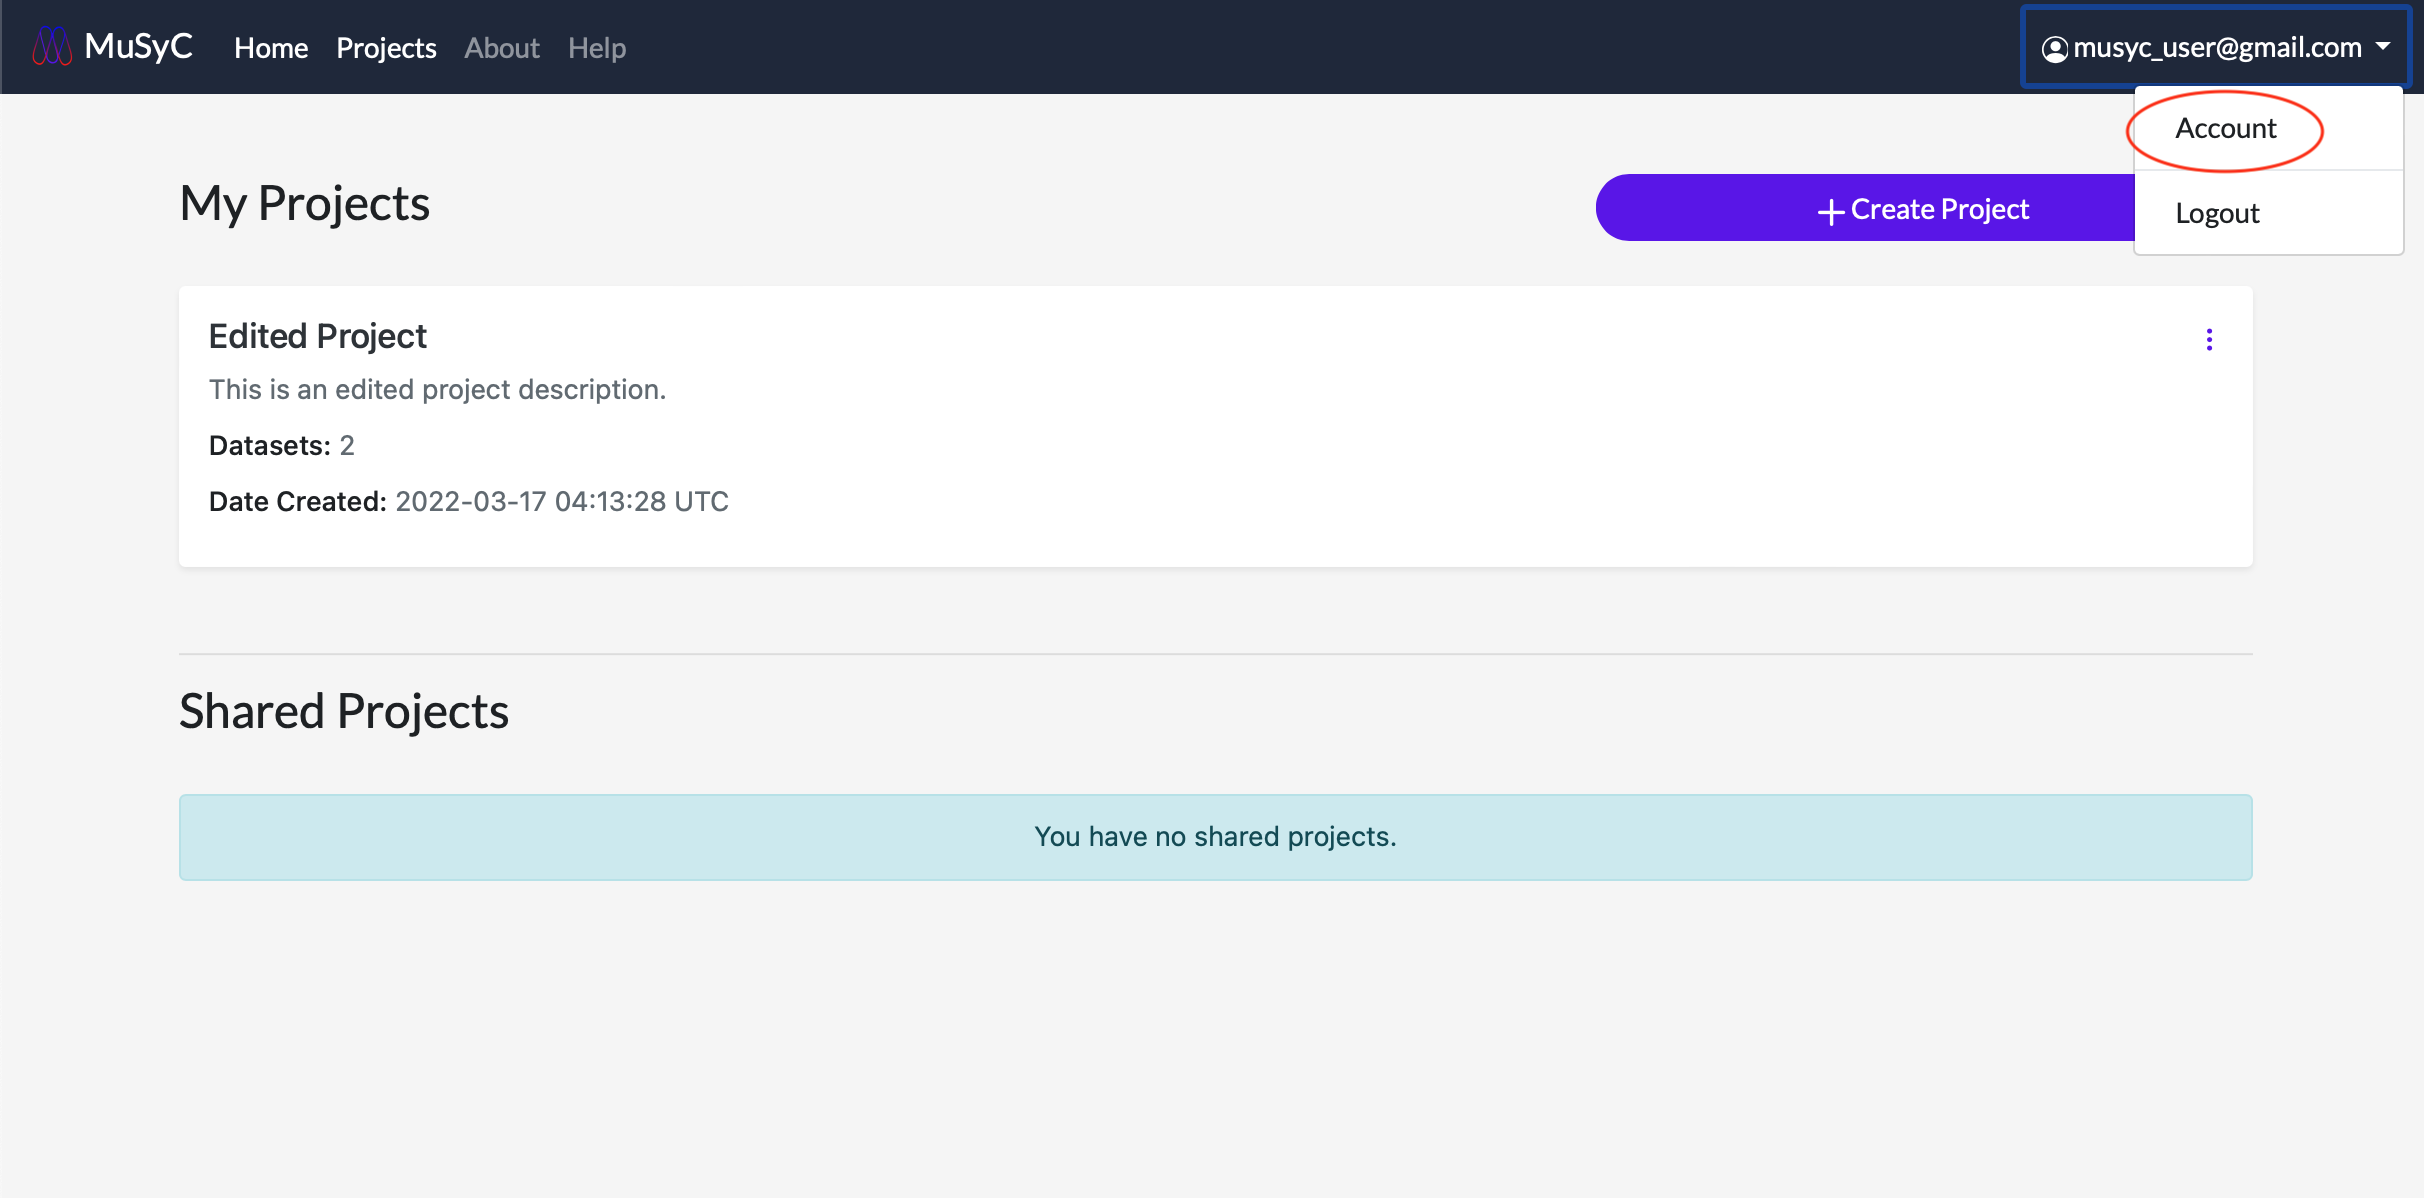 MuSyC Home Projects About Help musyc_user@gmail.com
Account
Logout
My Projects
Create Project
Edited Project
This is an edited project description.
Datasets: 2
Date Created: 2022-03-17 04:13:28 UTC
Shared Projects
You have no shared projects.